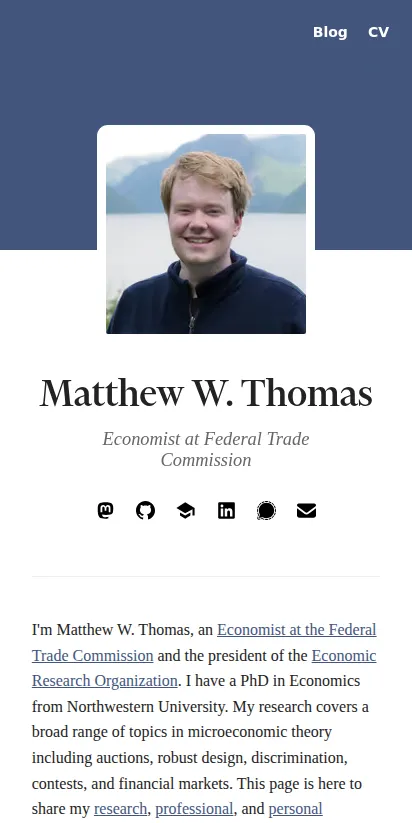 Blog CV
Matthew W. Thomas
Economist at Federal Trade
Commission
I'm Matthew W. Thomas, an Economist at the Federal
Trade Commission and the president of the Economic
Research Organization. I have a PhD in Economics
from Northwestern University. My research covers a
broad range of topics in microeconomic theory
including auctions, robust design, discrimination,
contests, and financial markets. This page is here to
share my research, professional, and personal